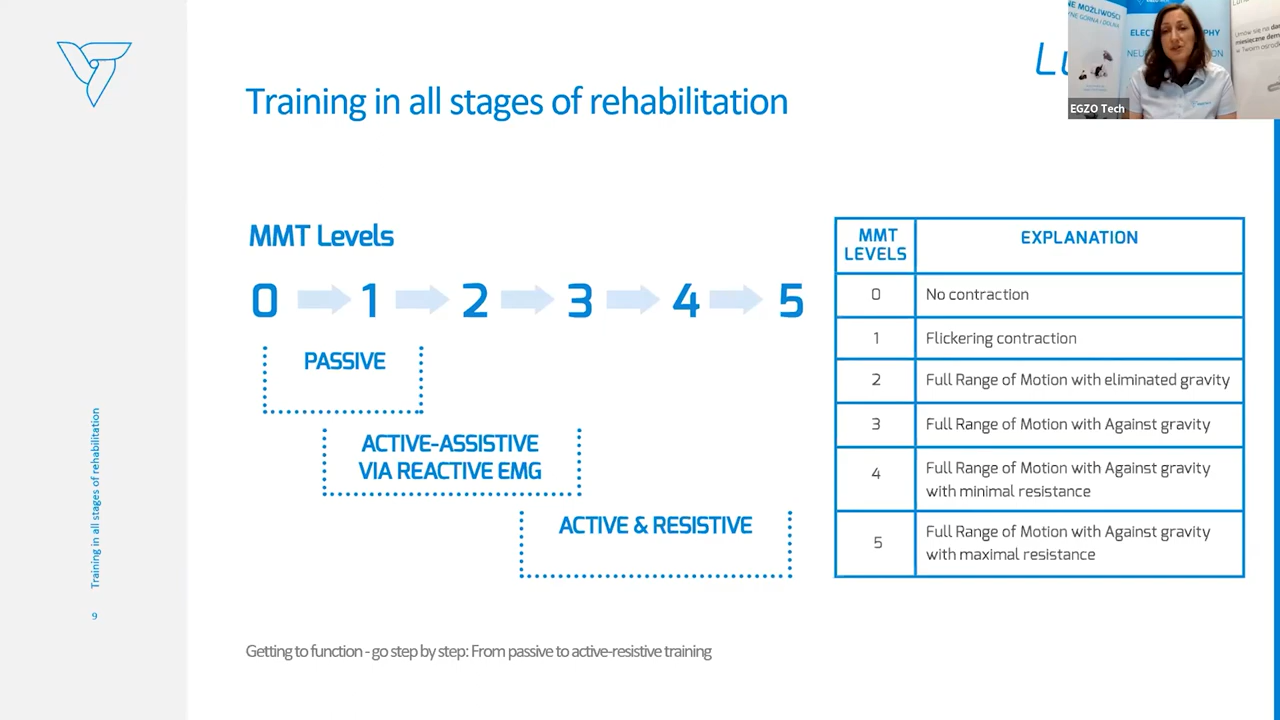 Training in all stages of rehabilitation
MMT Levels
0 1 2 3 4 5
PASSIVE
ACTIVE-ASSISTIVE
VIA REACTIVE EMG
ACTIVE & RESISTIVE
MMT
LEVELS
EXPLANATION
0 No contraction
1 Flickering contraction
2 Full Range of Motion with eliminated gravity
3 Full Range of Motion with Against gravity
4 Full Range of Motion with Against gravity
with minimal resistance
5 Full Range of Motion with Against gravity
with maximal resistance
Getting to function - go step by step: From passive to active-resistive training
Training in all stages of rehabilitation
9
EGZO Tech
MOŻLIWOŚCI
GÓRNA I DOLNA